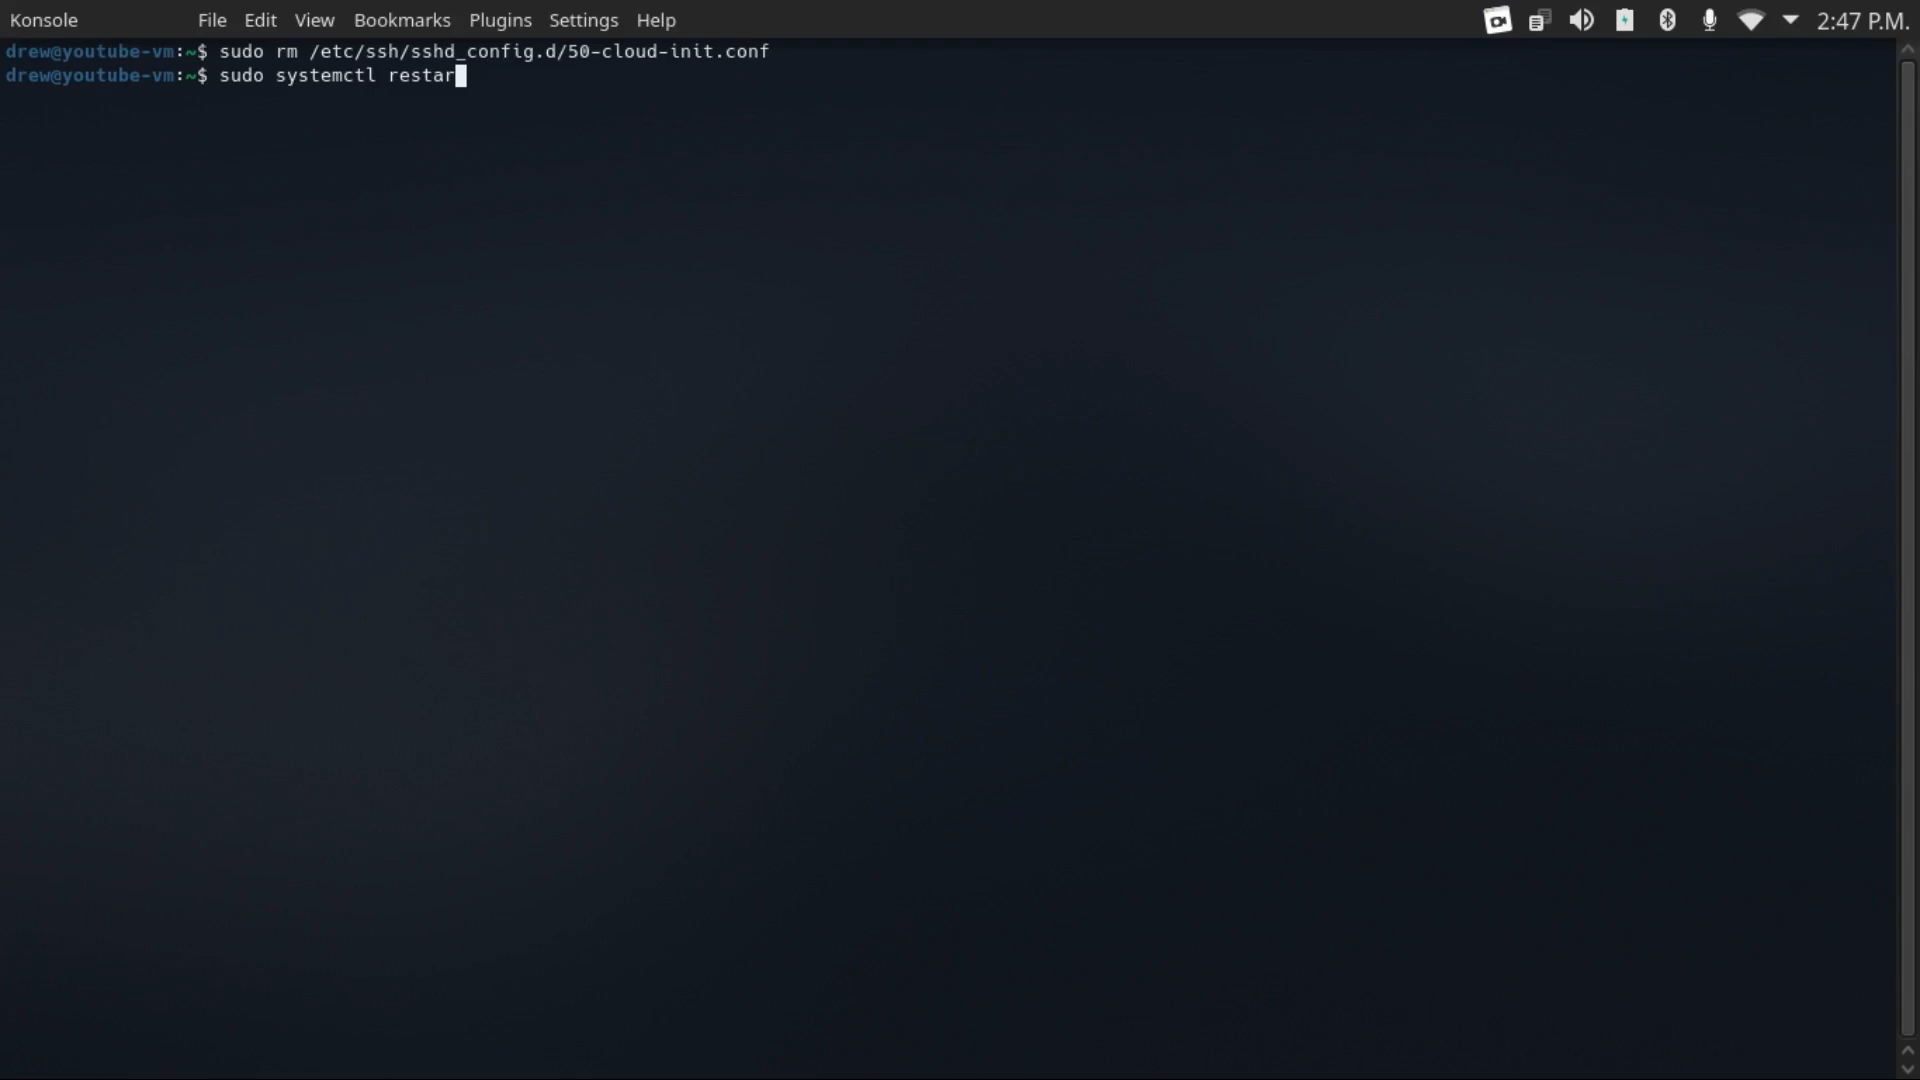 Konsole File Edit View Bookmarks Plugins Settings Help 2:47 P.M.
drew@youtube-vm:~$ sudo rm /etc/ssh/sshd_config.d/50-cloud-init.conf
drew@youtube-vm:~$ sudo systemctl restar